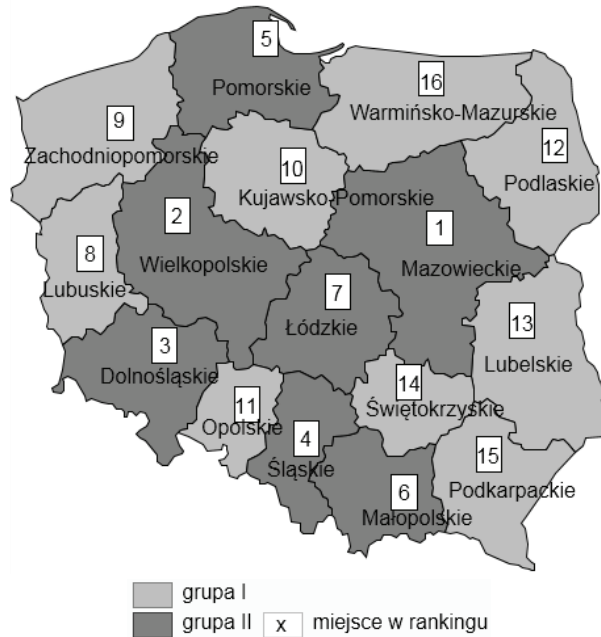 5
Pomorskie
16
Warmińsko-Mazurskie
9
Zachodniopomorskie
10
Kujawsko-Pomorskie
12
Podlaskie
2
Wielkopolskie
1
Mazowieckie
8
Lubuskie
7
Łódzkie
13
Lubelskie
3
Dolnośląskie
11
Opolskie
14
Świętokrzyskie
4
Śląskie
15
Podkarpackie
6
Małopolskie
grupa I
grupa II
x miejsce w rankingu